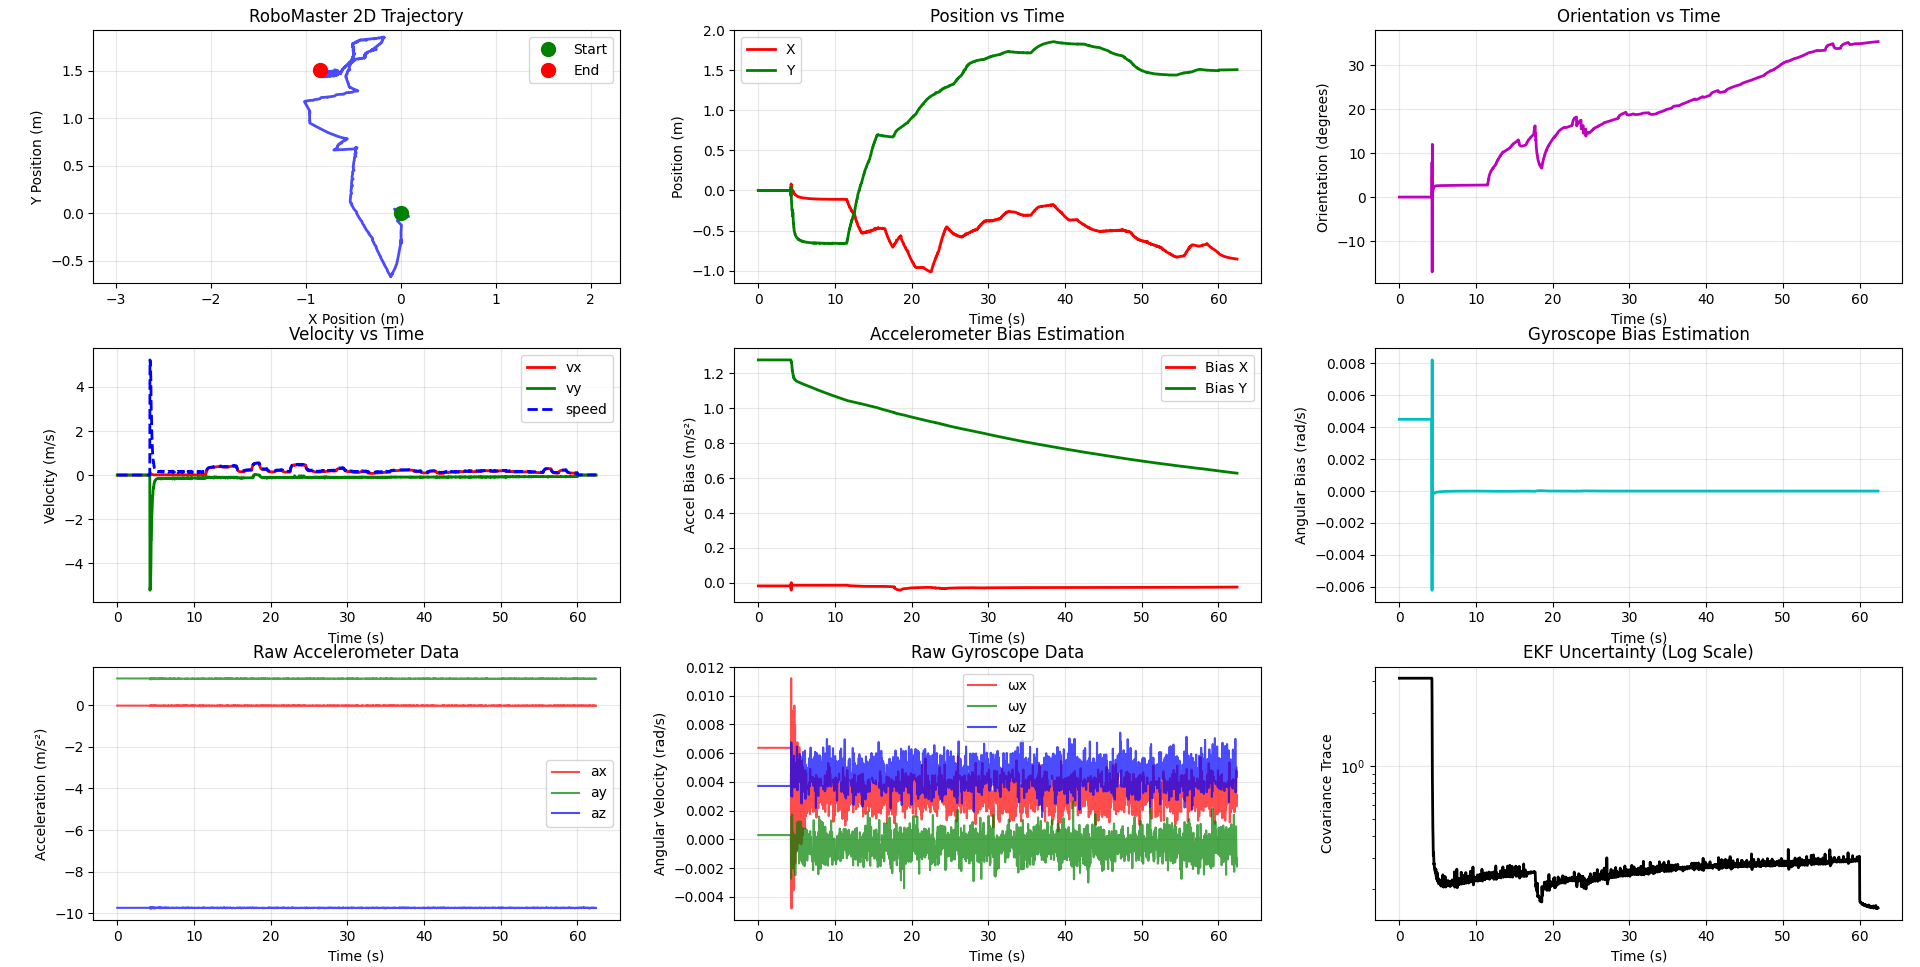 RoboMaster 2D Trajectory
Y Position (m)
1.5
1.0
0.5
0.0
−0.5
Start
End
−3
−2
−1
0
1
2
X Position (m)
Position vs Time
Position (m)
2.0
1.5
1.0
0.5
0.0
−0.5
−1.0
X
Y
0
10
20
30
40
50
60
Time (s)
Orientation vs Time
Orientation (degrees)
30
20
10
0
−10
0
10
20
30
40
50
60
Time (s)
Velocity vs Time
Velocity (m/s)
4
2
0
−2
−4
vx
vy
speed
0
10
20
30
40
50
60
Time (s)
Accelerometer Bias Estimation
Accel Bias (m/s²)
1.2
1.0
0.8
0.6
0.4
0.2
0.0
Bias X
Bias Y
0
10
20
30
40
50
60
Time (s)
Gyroscope Bias Estimation
Angular Bias (rad/s)
0.008
0.006
0.004
0.002
0.000
−0.002
−0.004
−0.006
0
10
20
30
40
50
60
Time (s)
Raw Accelerometer Data
Acceleration (m/s²)
0
−2
−4
−6
−8
−10
ax
ay
az
0
10
20
30
40
50
60
Time (s)
Raw Gyroscope Data
Angular Velocity (rad/s)
0.012
0.010
0.008
0.006
0.004
0.002
0.000
−0.002
−0.004
ωx
ωy
ωz
0
10
20
30
40
50
60
Time (s)
EKF Uncertainty (Log Scale)
Covariance Trace
10⁰
0
10
20
30
40
50
60
Time (s)